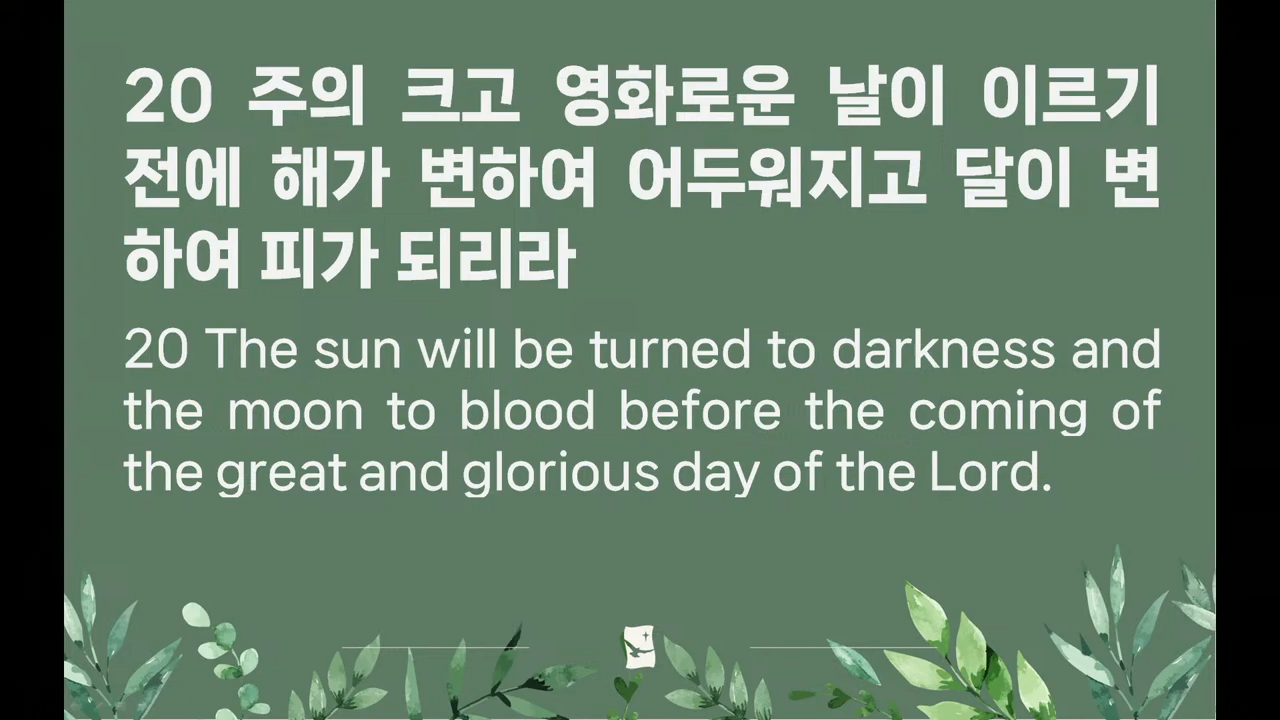 20 주의 크고 영화로운 날이 이르기
전에 해가 변하여 어두워지고 달이 변
하여 피가 되리라
20 The sun will be turned to darkness and
the moon to blood before the coming of
the great and glorious day of the Lord.